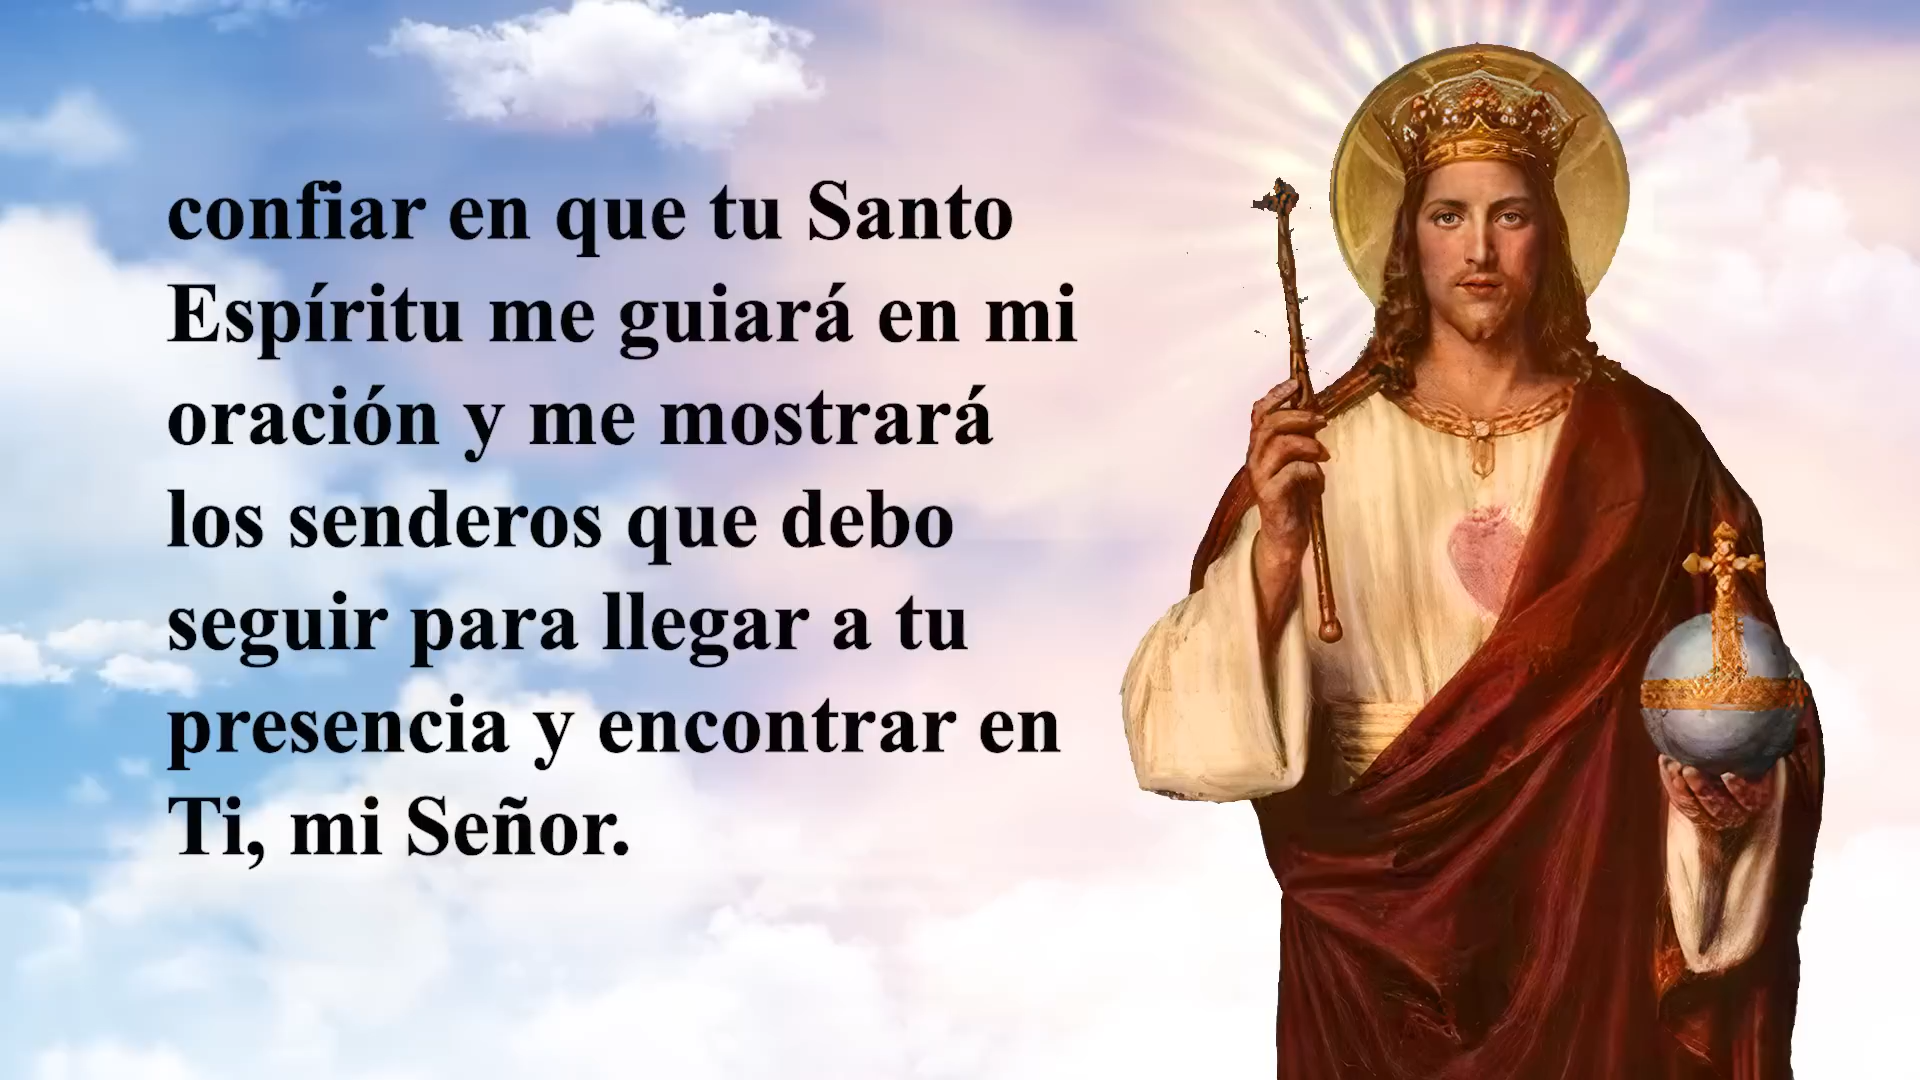 confiar en que tu Santo
Espíritu me guiará en mi
oración y me mostrará
los senderos que debo
seguir para llegar a tu
presencia y encontrar en
Ti, mi Señor.